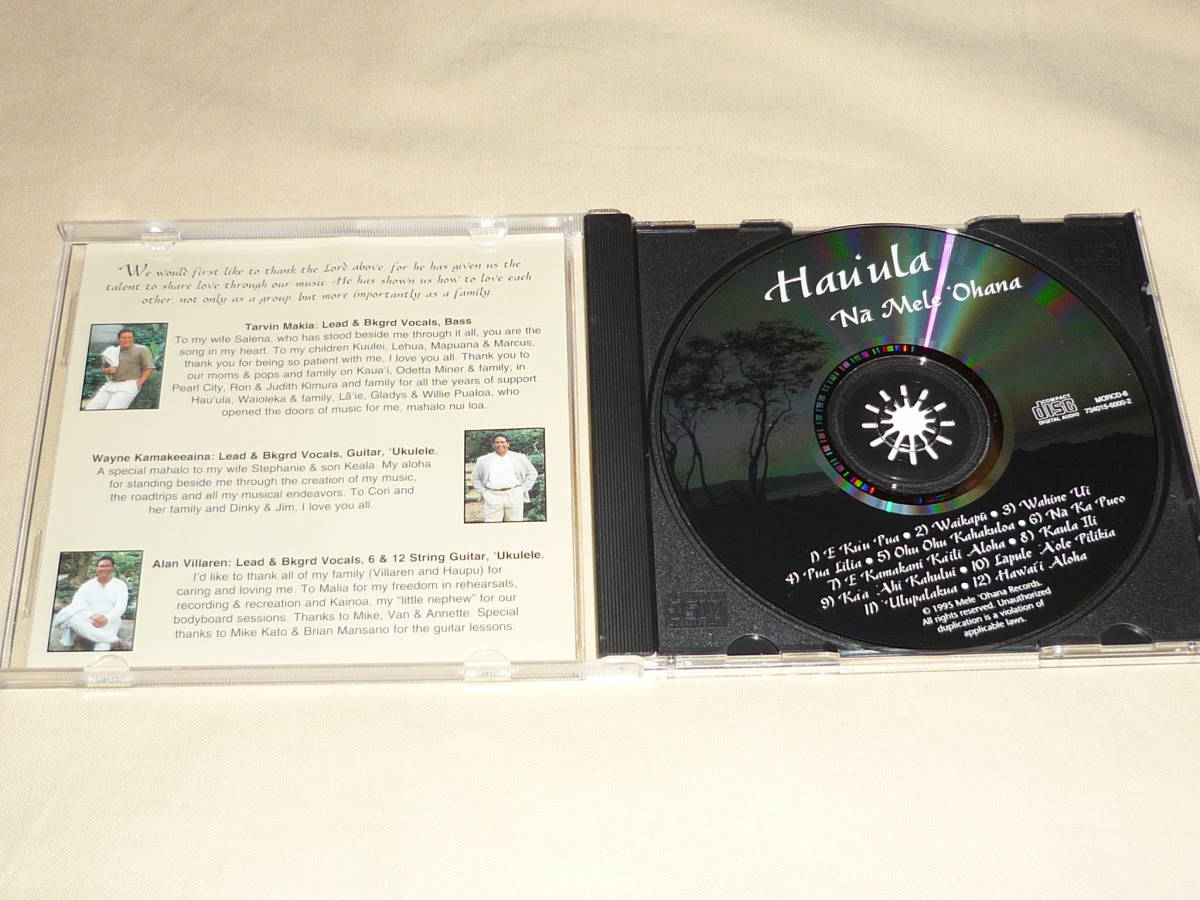 We would first like to thank the Lord above, for he has given us the
talent to share love through our music. He has shown us how to love each
other, not only as a group, but more importantly as a family.
Tarvin Makia: Lead & Bkgrd Vocals, Bass
To my wife Salena, who has stood beside me through it all, you are the
song in my heart. To my children Kuulei, Lehua, Mapuana & Marcus,
thank you for being so patient with me, I love you all. Thank you to
our moms & pops and family on Kaua'i, Odetta Miner & family, in
Pearl City, Ron & Judith Kimura and family for all the years of support.
Hau'ula, Waioleka & family, Lā'ie, Gladys & Willie Pualoa, who
opened the doors of music for me, mahalo nui loa.
Wayne Kamakeeaina: Lead & Bkgrd Vocals, Guitar, 'Ukulele.
A special mahalo to my wife Stephanie & son Keala. My aloha
for standing beside me through the creation of my music,
the roadtrips and all my musical endeavors. To Cori and
her family and Dinky & Jim, I love you all.
Alan Villaren: Lead & Bkgrd Vocals, 6 & 12 String Guitar, 'Ukulele.
I'd like to thank all of my family (Villaren and Haupu) for
caring and loving me. To Malia for my freedom in rehearsals,
recording & recreation and Kainoa, my "little nephew" for our
bodyboard sessions. Thanks to Mike, Van & Annette. Special
thanks to Mike Kato & Brian Mansano for the guitar lessons.
Hau'ula
Nā Mele 'Ohana
COMPACT
disc
DIGITAL AUDIO
MORCD-6
734015-6000-2
1) E Ku'u Pua • 2) Waikapū • 3) Wahine U'i
4) Pua Lilia • 5) Ohu Ohu Kahakuloa • 6) Nā Ka Pueo
7) E Kamakani Ka'ili Aloha • 8) Kaula Ili
9) Ka'a Ahi Kahului • 10) Lapule A'ole Pilikia
11) 'Ulupalakua • 12) Hawai'i Aloha
© 1995 Mele 'Ohana Records.
All rights reserved. Unauthorized
duplication is a violation of
applicable laws.